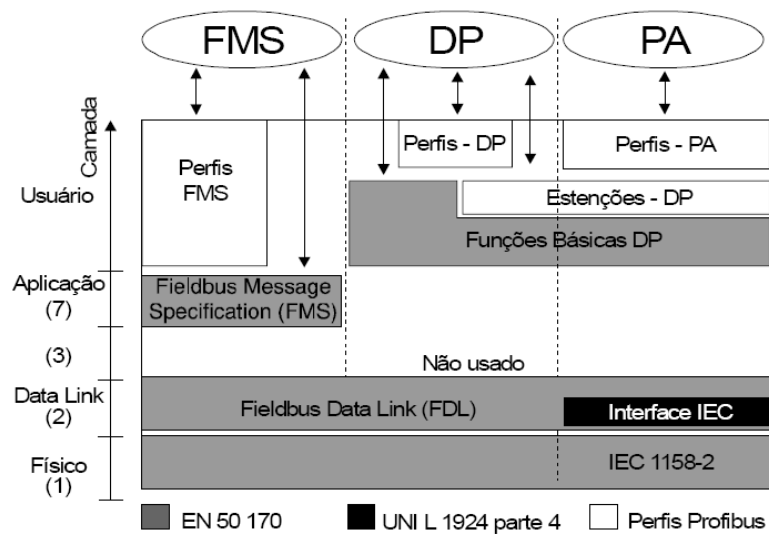 FMS
DP
PA
Camada
Perfis
FMS
Perfis - DP
Perfis - PA
Usuário
Estenções - DP
Funções Básicas DP
Aplicação
(7)
Fieldbus Message
Specification (FMS)
(3)
Não usado
Data Link
(2)
Fieldbus Data Link (FDL)
Interface IEC
Físico
(1)
IEC 1158-2
EN 50 170
UNI L 1924 parte 4
Perfis Profibus